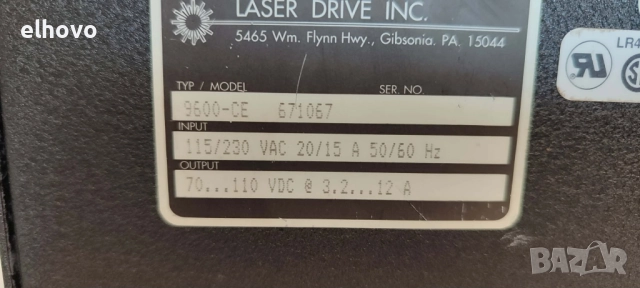 elhovo
LASER DRIVE INC.
5465 Wm. Flynn Hwy., Gibsonia, PA. 15044
LR4
TYP / MODEL SER. NO.
9600-CE 671067
INPUT
115/230 VAC 20/15 A 50/60 Hz
OUTPUT
70...110 VDC @ 3.2...12 A
BAZAR